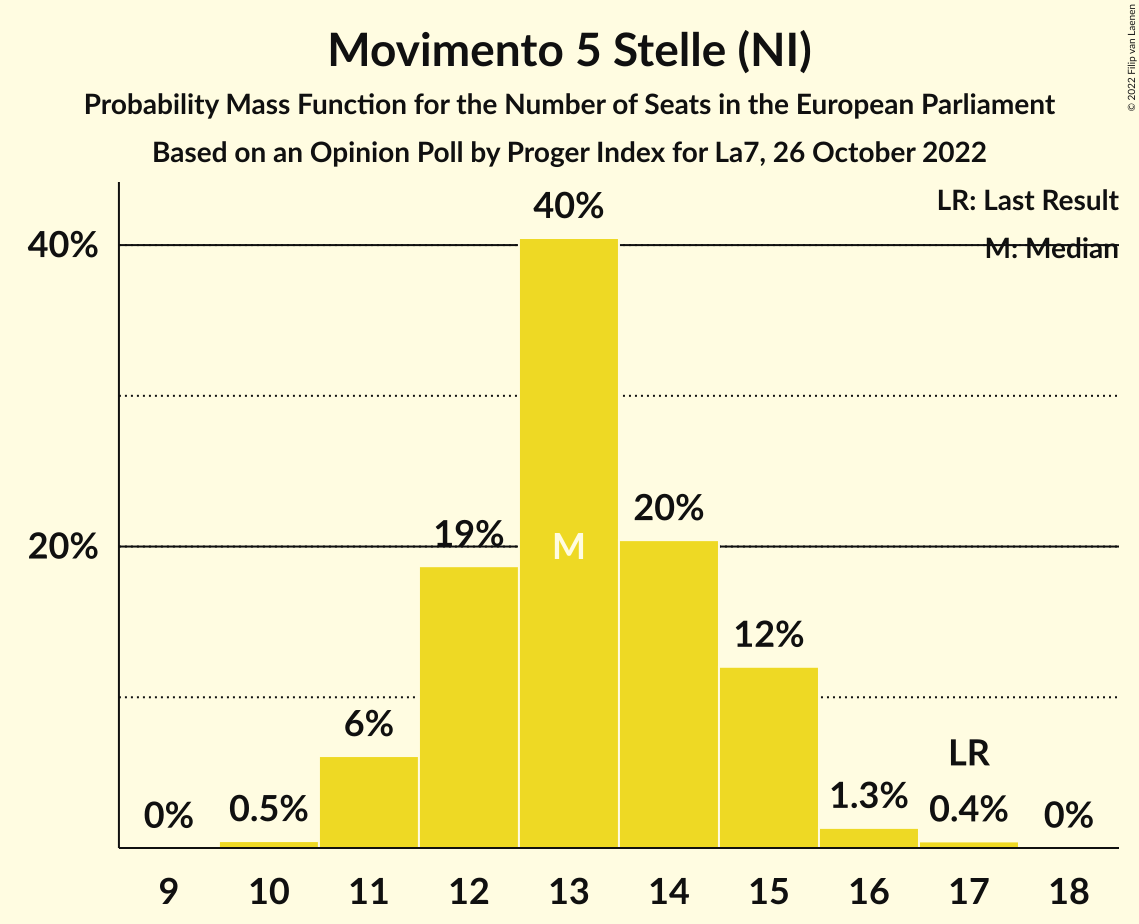 Movimento 5 Stelle (NI)
Probability Mass Function for the Number of Seats in the European Parliament
Based on an Opinion Poll by Proger Index for La7, 26 October 2022
© 2022 Filip van Laenen
LR: Last Result
M: Median
40%
20%
0%
0.5%
6%
19%
40%
M
20%
12%
1.3%
LR
0.4%
0%
9 10 11 12 13 14 15 16 17 18